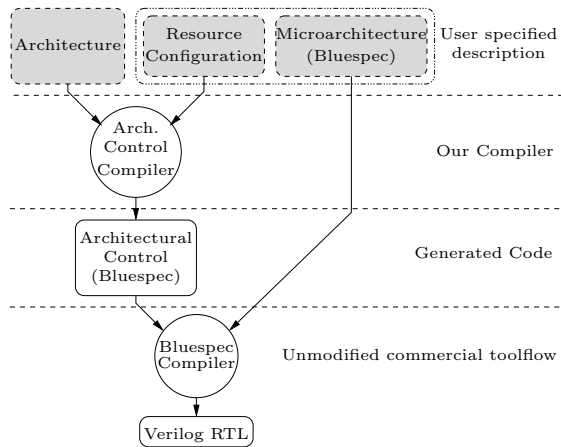 Architecture
Resource
Configuration
Microarchitecture
(Bluespec)
User specified
description
Arch.
Control
Compiler
Our Compiler
Architectural
Control
(Bluespec)
Generated Code
Bluespec
Compiler
Unmodified commercial toolflow
Verilog RTL